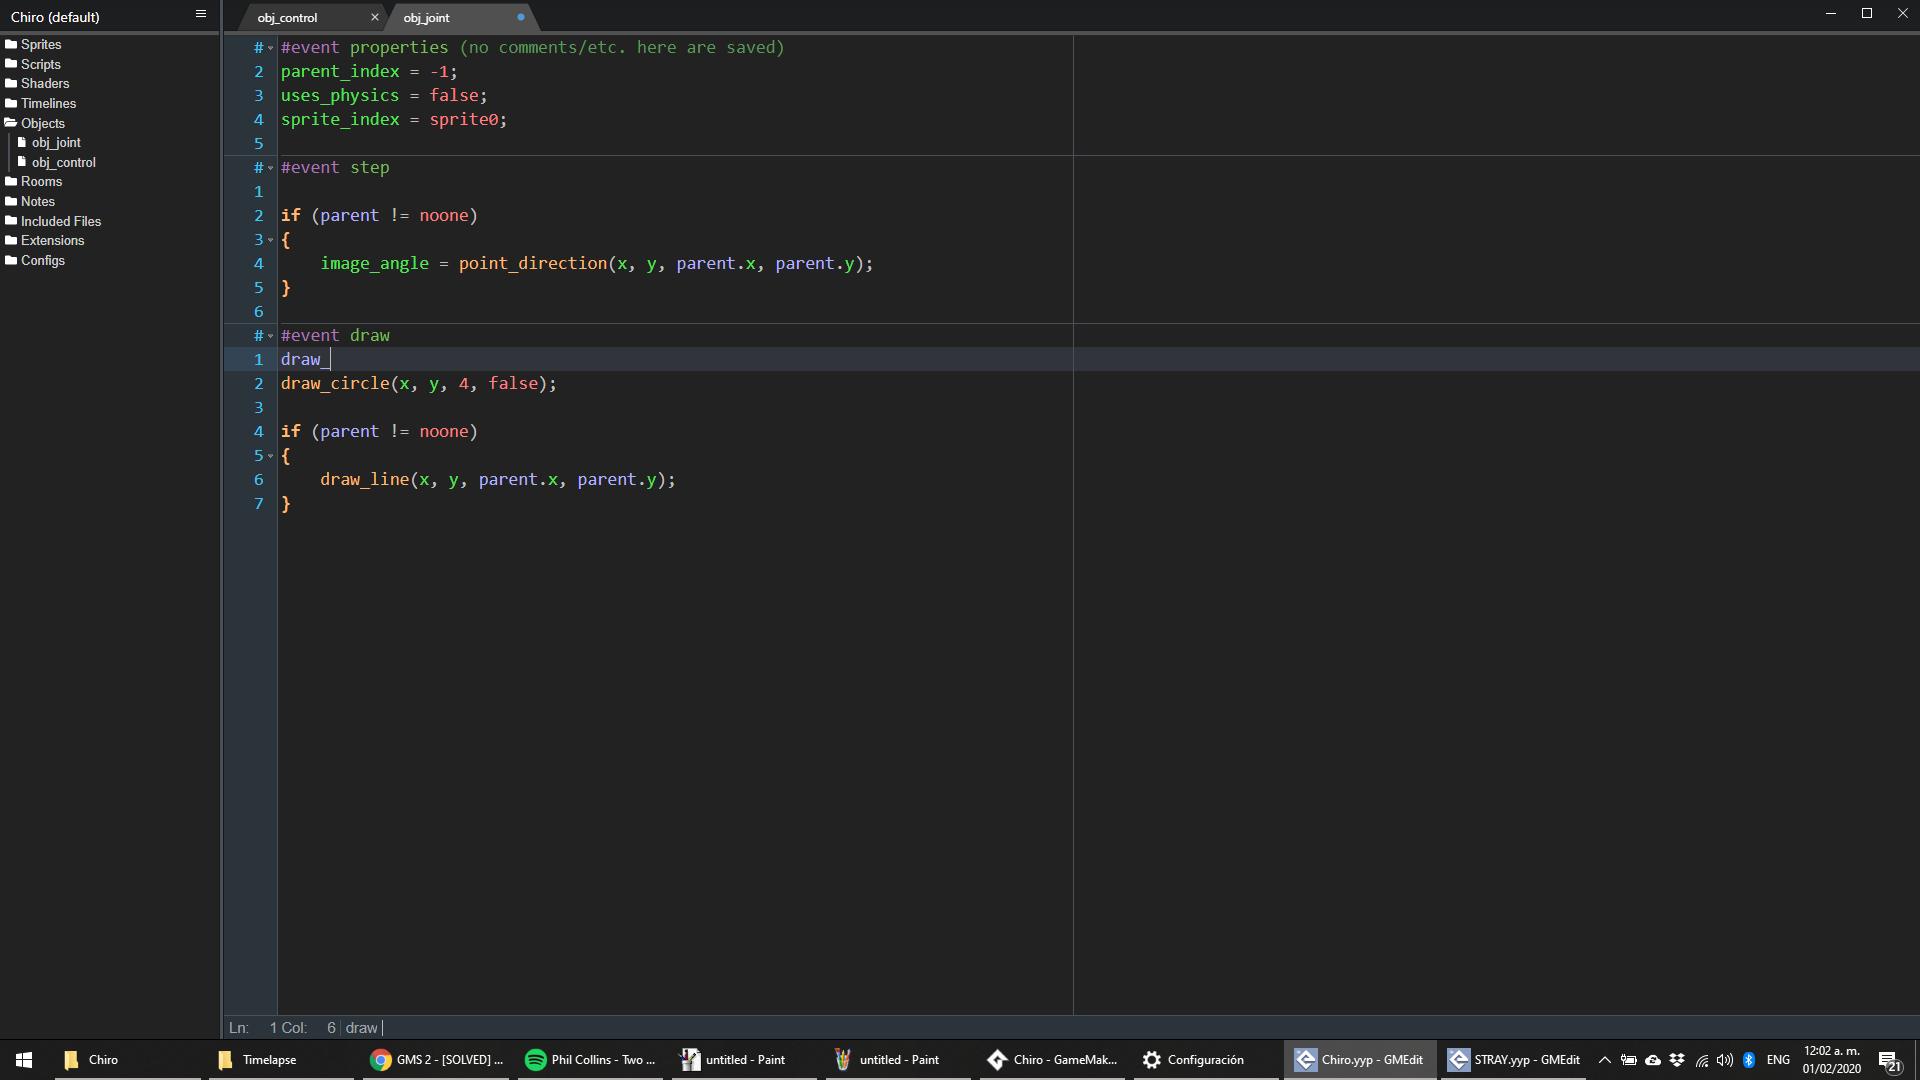 Chiro (default)
obj_control
obj_joint
Sprites
Scripts
Shaders
Timelines
Objects
obj_joint
obj_control
Rooms
Notes
Included Files
Extensions
Configs
# #event properties (no comments/etc. here are saved)
2 parent_index = -1;
3 uses_physics = false;
4 sprite_index = sprite0;
5
# #event step
1
2 if (parent != noone)
3 {
4 image_angle = point_direction(x, y, parent.x, parent.y);
5 }
6
# #event draw
1 draw_
2 draw_circle(x, y, 4, false);
3
4 if (parent != noone)
5 {
6 draw_line(x, y, parent.x, parent.y);
7 }
Ln: 1 Col: 6 draw
Chiro
Timelapse
GMS 2 - [SOLVED] ...
Phil Collins - Two ...
untitled - Paint
untitled - Paint
Chiro - GameMak...
Configuración
Chiro.yyp - GMEdit
STRAY.yyp - GMEdit
ENG
12:02 a. m.
01/02/2020
21